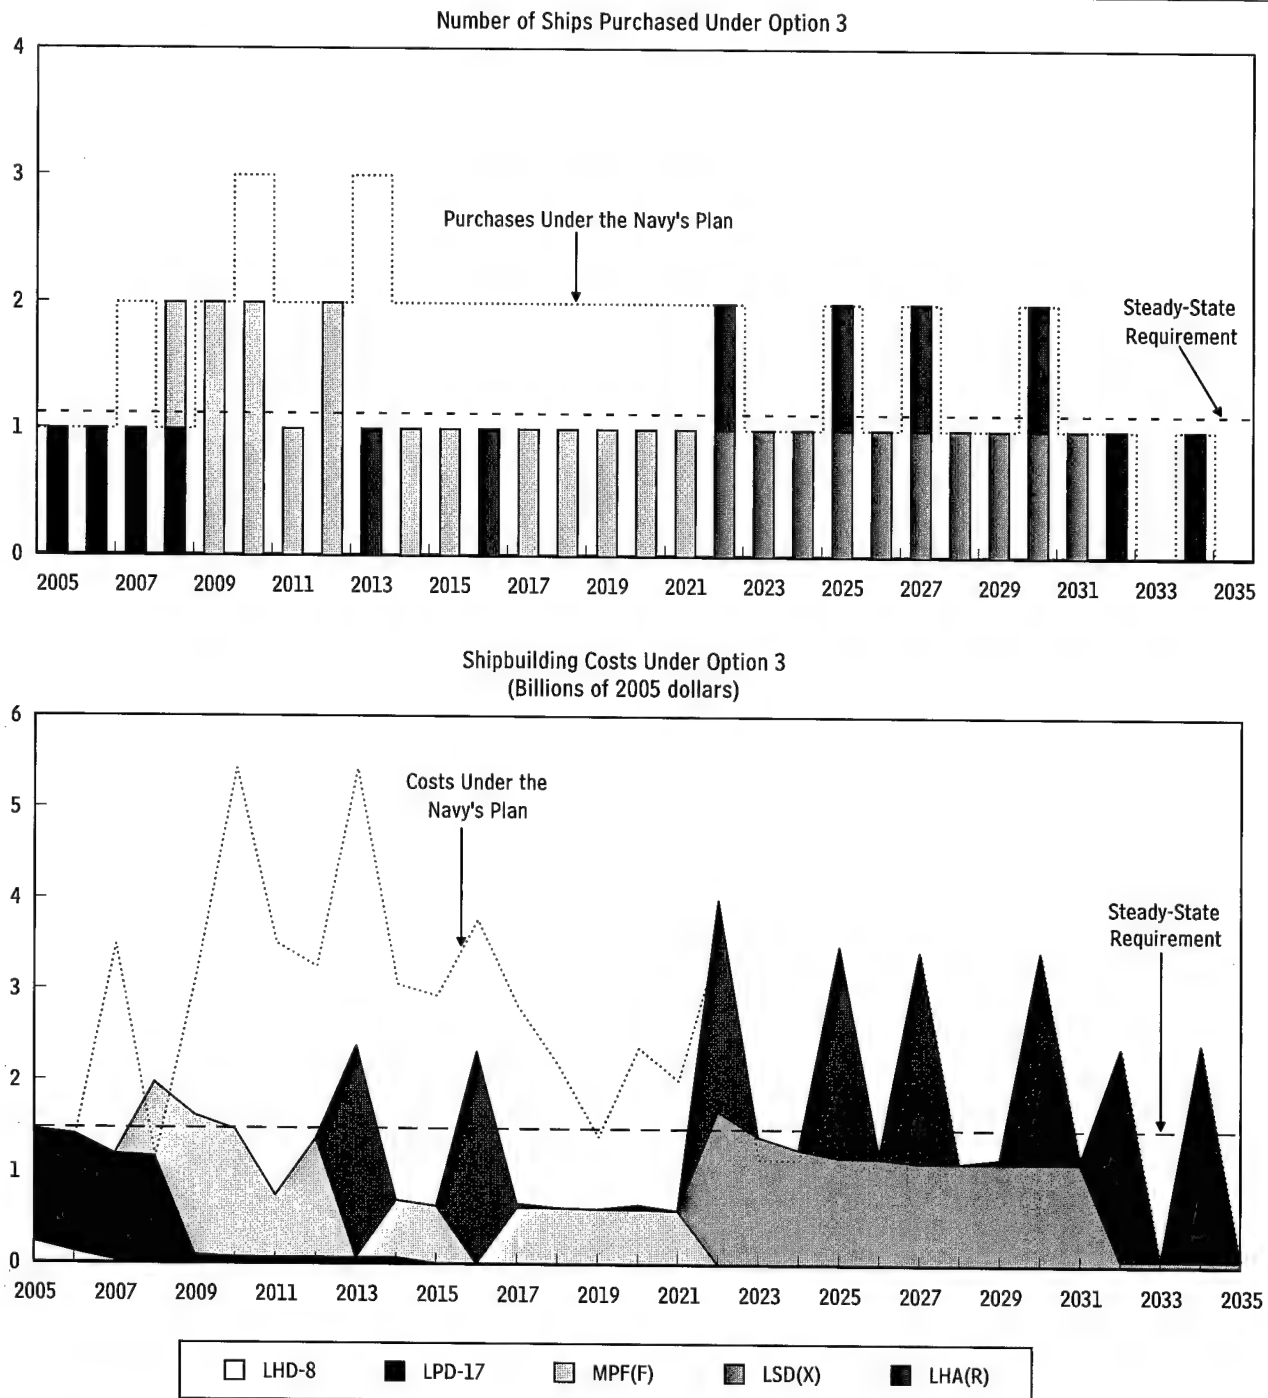 Number of Ships Purchased Under Option 3
4
3
2
1
0
Purchases Under the Navy's Plan
Steady-State
Requirement
2005 2007 2009 2011 2013 2015 2017 2019 2021 2023 2025 2027 2029 2031 2033 2035
Shipbuilding Costs Under Option 3
(Billions of 2005 dollars)
6
5
4
3
2
1
0
Costs Under the
Navy's Plan
Steady-State
Requirement
2005 2007 2009 2011 2013 2015 2017 2019 2021 2023 2025 2027 2029 2031 2033 2035
LHD-8 LPD-17 MPF(F) LSD(X) LHA(R)